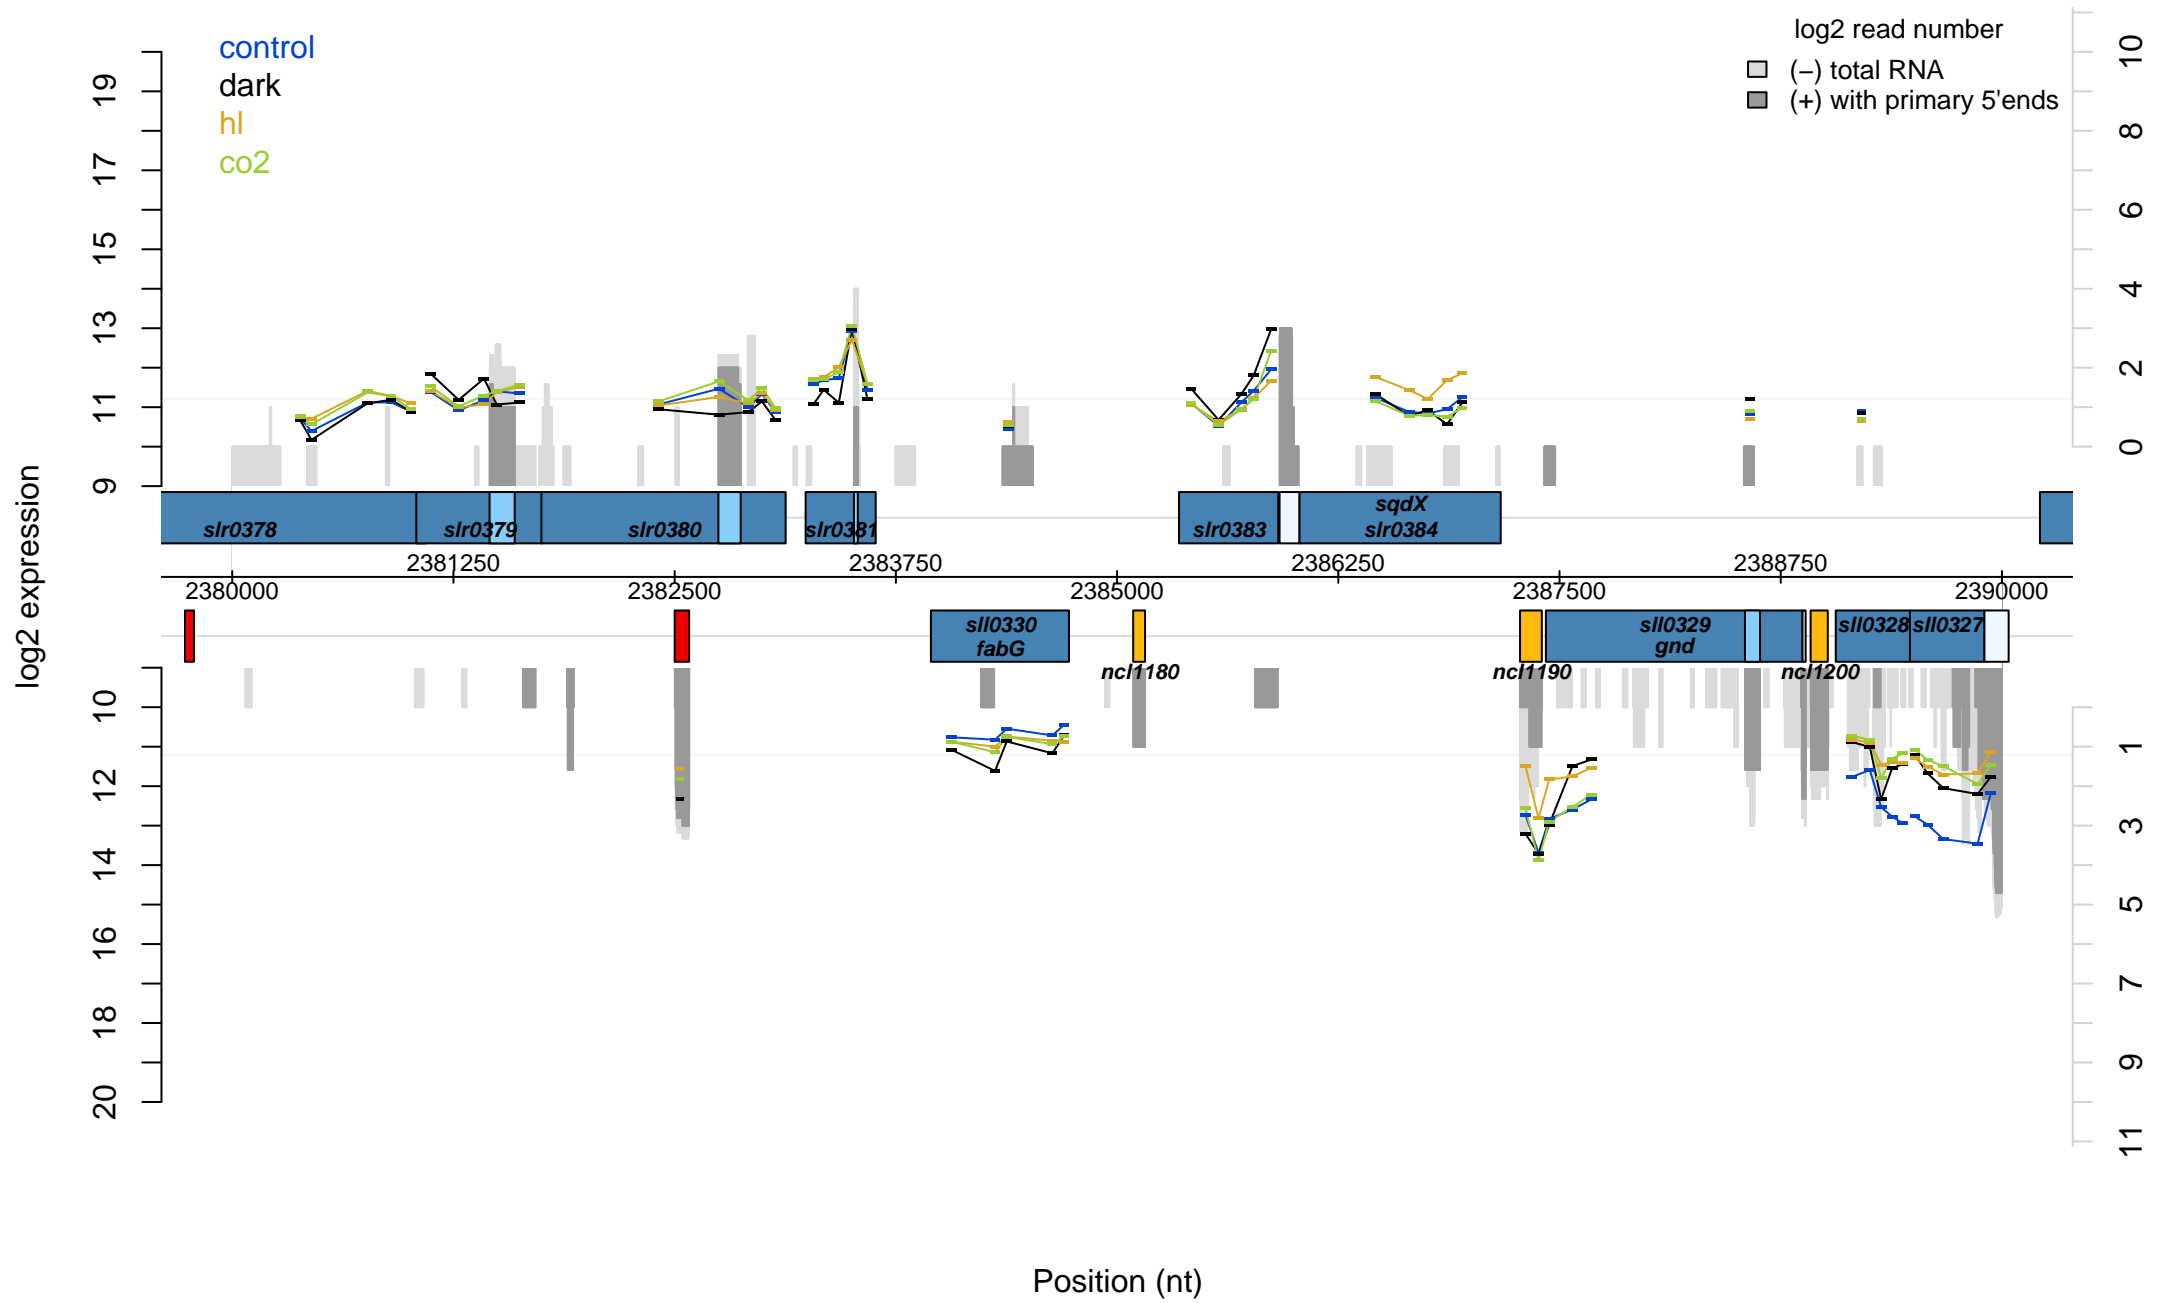 control
dark
hl
co2
log2 read number
(−) total RNA
(+) with primary 5'ends
19
17
15
13
11
9
10
8
6
4
2
0
log2 expression
slr0378
slr0379
slr0380
slr0381
slr0383
sqdX
slr0384
2381250
2383750
2386250
2388750
2380000
2382500
2385000
2387500
2390000
sll0330
fabG
ncl1180
ncl1190
sll0329
gnd
ncl1200
sll0328
sll0327
10
12
14
16
18
20
1
3
5
7
9
11
Position (nt)